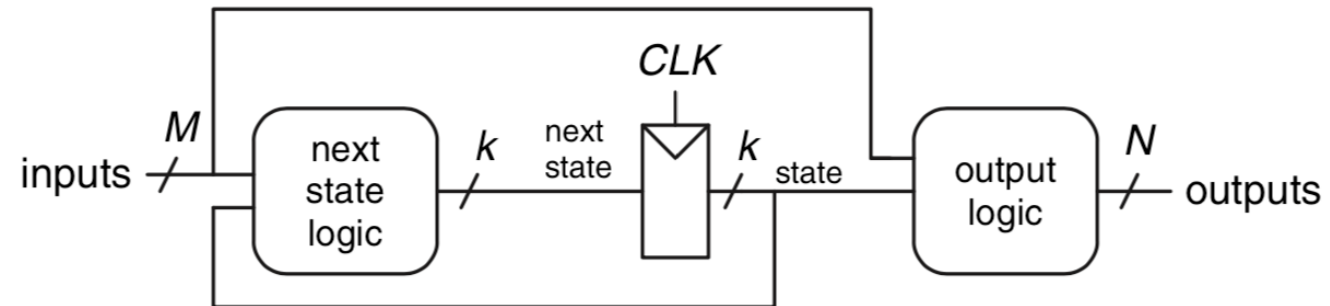 CLK
M
inputs
next
state
logic
k
next
state
k
state
output
logic
N
outputs